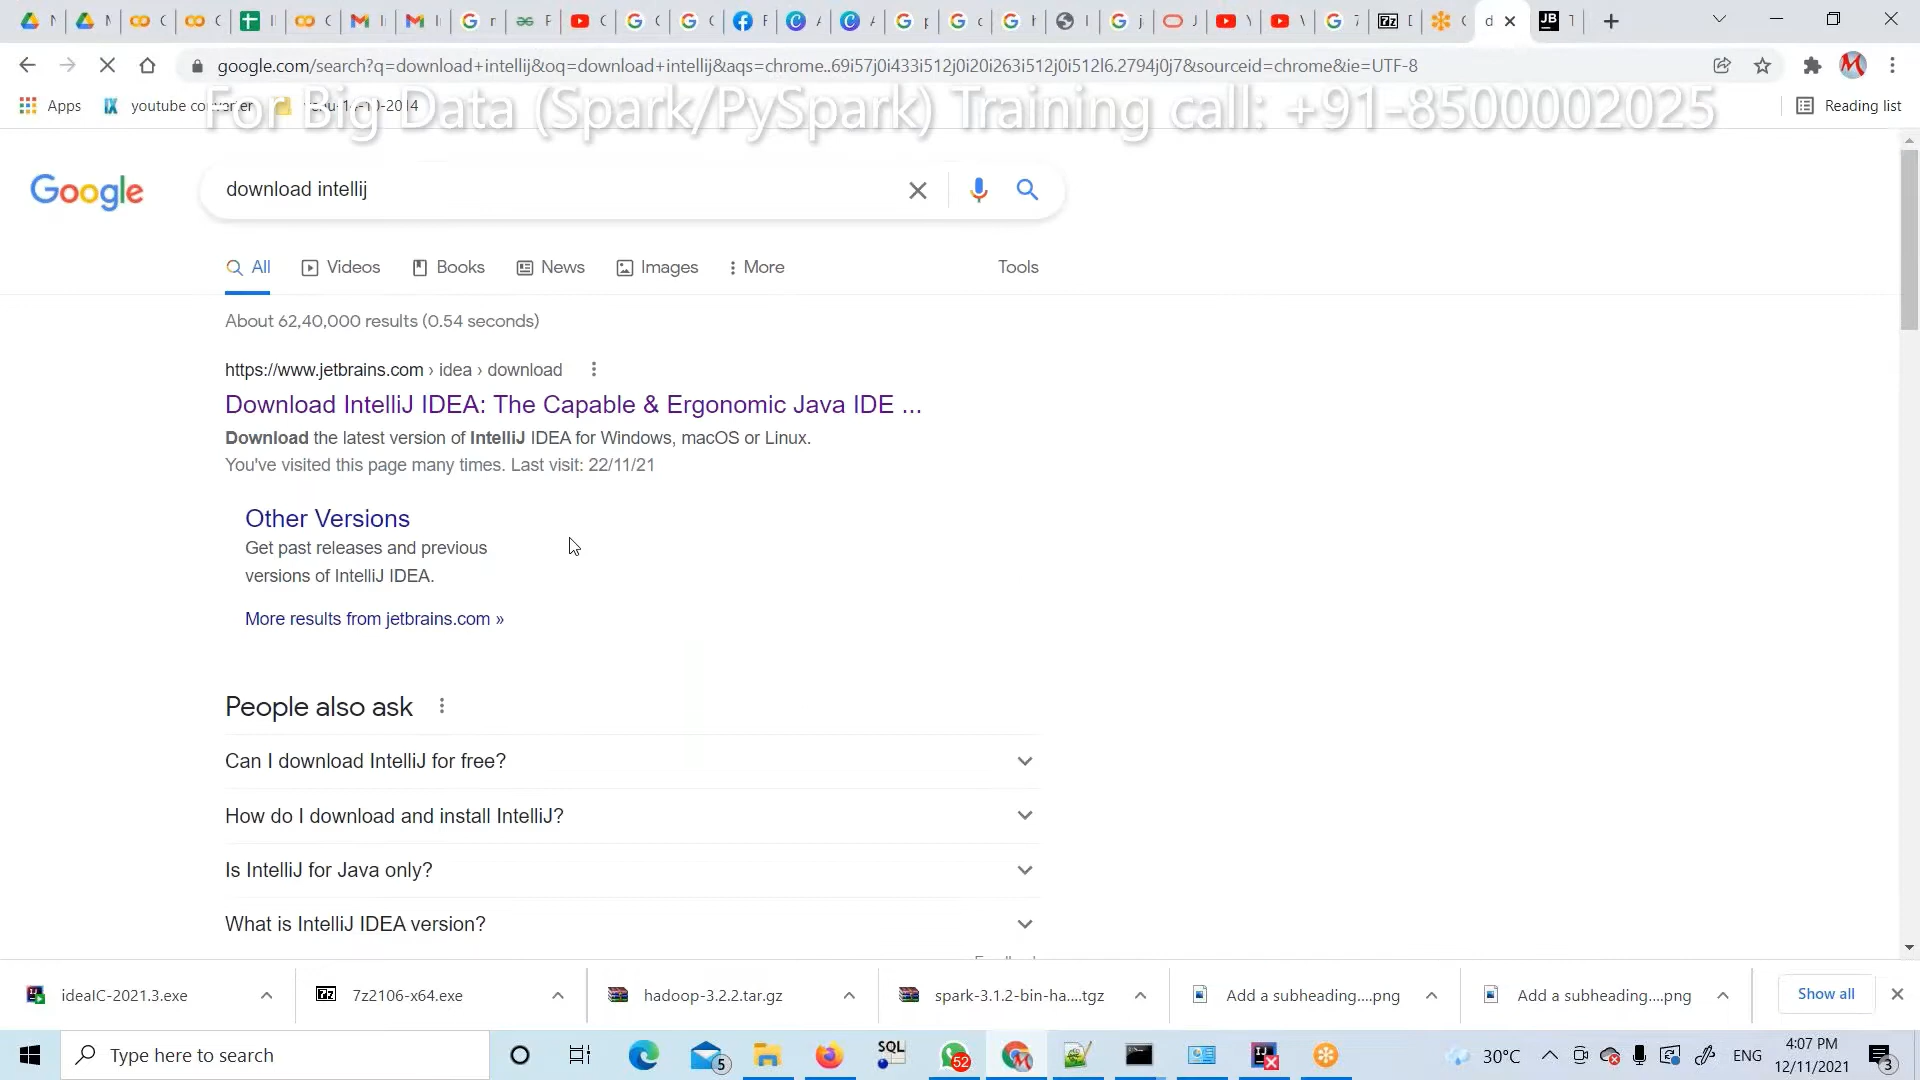 google.com/search?q=download+intellij&oq=download+intellij&aqs=chrome..69i57j0i433i512j0i20i263i512j0i512l6.2794j0j7&sourceid=chrome&ie=UTF-8
Apps
youtube converter
Reading list
For Big Data (Spark/PySpark) Training call: +91-8500002025
Google
download intellij
All
Videos
Books
News
Images
More
Tools
About 62,40,000 results (0.54 seconds)
https://www.jetbrains.com › idea › download
Download IntelliJ IDEA: The Capable & Ergonomic Java IDE ...
Download the latest version of IntelliJ IDEA for Windows, macOS or Linux.
You've visited this page many times. Last visit: 22/11/21
Other Versions
Get past releases and previous
versions of IntelliJ IDEA.
More results from jetbrains.com »
People also ask
Can I download IntelliJ for free?
How do I download and install IntelliJ?
Is IntelliJ for Java only?
What is IntelliJ IDEA version?
ideaIC-2021.3.exe
7z2106-x64.exe
hadoop-3.2.2.tar.gz
spark-3.1.2-bin-ha....tgz
Add a subheading....png
Add a subheading....png
Show all
Type here to search
5
SQL
52
30°C
ENG
4:07 PM
12/11/2021
3